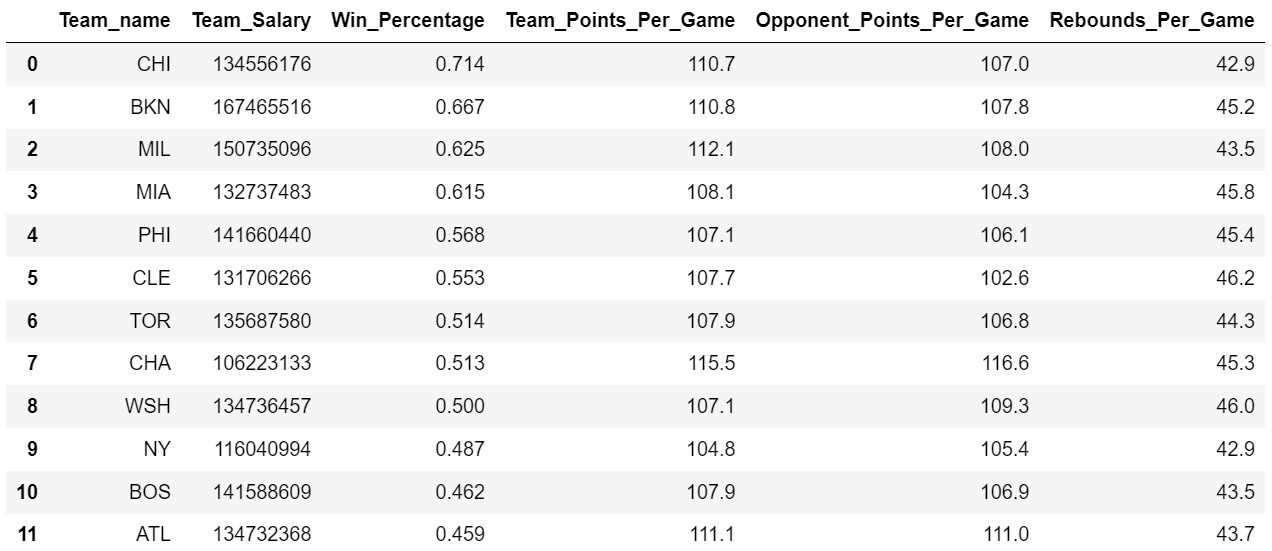 Team_name Team_Salary Win_Percentage Team_Points_Per_Game Opponent_Points_Per_Game Rebounds_Per_Game
0 CHI 134556176 0.714 110.7 107.0 42.9
1 BKN 167465516 0.667 110.8 107.8 45.2
2 MIL 150735096 0.625 112.1 108.0 43.5
3 MIA 132737483 0.615 108.1 104.3 45.8
4 PHI 141660440 0.568 107.1 106.1 45.4
5 CLE 131706266 0.553 107.7 102.6 46.2
6 TOR 135687580 0.514 107.9 106.8 44.3
7 CHA 106223133 0.513 115.5 116.6 45.3
8 WSH 134736457 0.500 107.1 109.3 46.0
9 NY 116040994 0.487 104.8 105.4 42.9
10 BOS 141588609 0.462 107.9 106.9 43.5
11 ATL 134732368 0.459 111.1 111.0 43.7